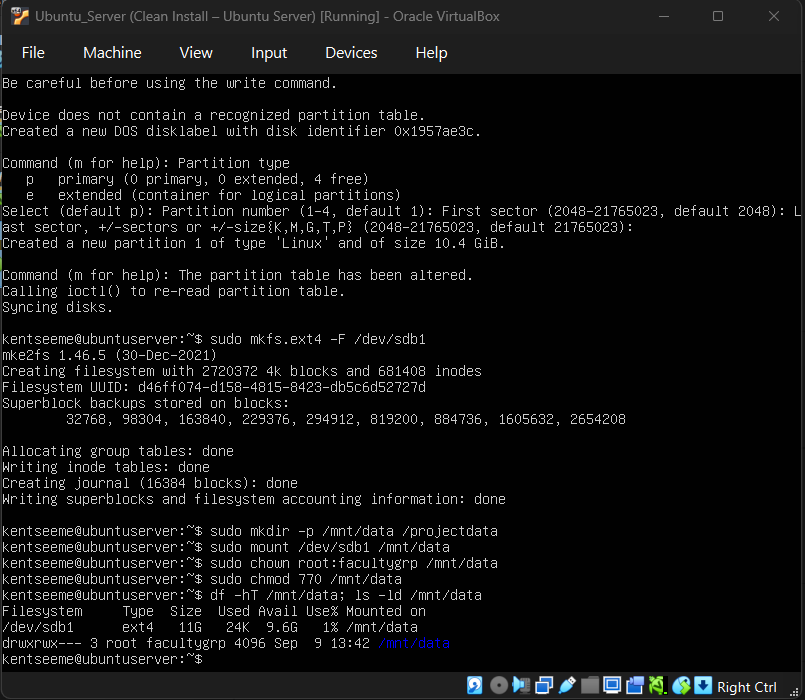 Ubuntu_Server (Clean Install – Ubuntu Server) [Running] - Oracle VirtualBox
File Machine View Input Devices Help
Be careful before using the write command.
Device does not contain a recognized partition table.
Created a new DOS disklabel with disk identifier 0x1957ae3c.
Command (m for help): Partition type
   p   primary (0 primary, 0 extended, 4 free)
   e   extended (container for logical partitions)
Select (default p): Partition number (1-4, default 1): First sector (2048-21765023, default 2048): L
ast sector, +/-sectors or +/-size{K,M,G,T,P} (2048-21765023, default 21765023):
Created a new partition 1 of type 'Linux' and of size 10.4 GiB.
Command (m for help): The partition table has been altered.
Calling ioctl() to re-read partition table.
Syncing disks.
kentseeme@ubuntuserver:~$ sudo mkfs.ext4 -F /dev/sdb1
mke2fs 1.46.5 (30-Dec-2021)
Creating filesystem with 2720372 4k blocks and 681408 inodes
Filesystem UUID: d46ff074-d158-4815-8423-db5c6d52727d
Superblock backups stored on blocks:
        32768, 98304, 163840, 229376, 294912, 819200, 884736, 1605632, 2654208
Allocating group tables: done
Writing inode tables: done
Creating journal (16384 blocks): done
Writing superblocks and filesystem accounting information: done
kentseeme@ubuntuserver:~$ sudo mkdir -p /mnt/data /projectdata
kentseeme@ubuntuserver:~$ sudo mount /dev/sdb1 /mnt/data
kentseeme@ubuntuserver:~$ sudo chown root:facultygrp /mnt/data
kentseeme@ubuntuserver:~$ sudo chmod 770 /mnt/data
kentseeme@ubuntuserver:~$ df -hT /mnt/data; ls -ld /mnt/data
Filesystem     Type  Size  Used Avail Use% Mounted on
/dev/sdb1      ext4   11G   24K  9.6G   1% /mnt/data
drwxrwx--- 3 root facultygrp 4096 Sep  9 13:42 /mnt/data
kentseeme@ubuntuserver:~$
Right Ctrl